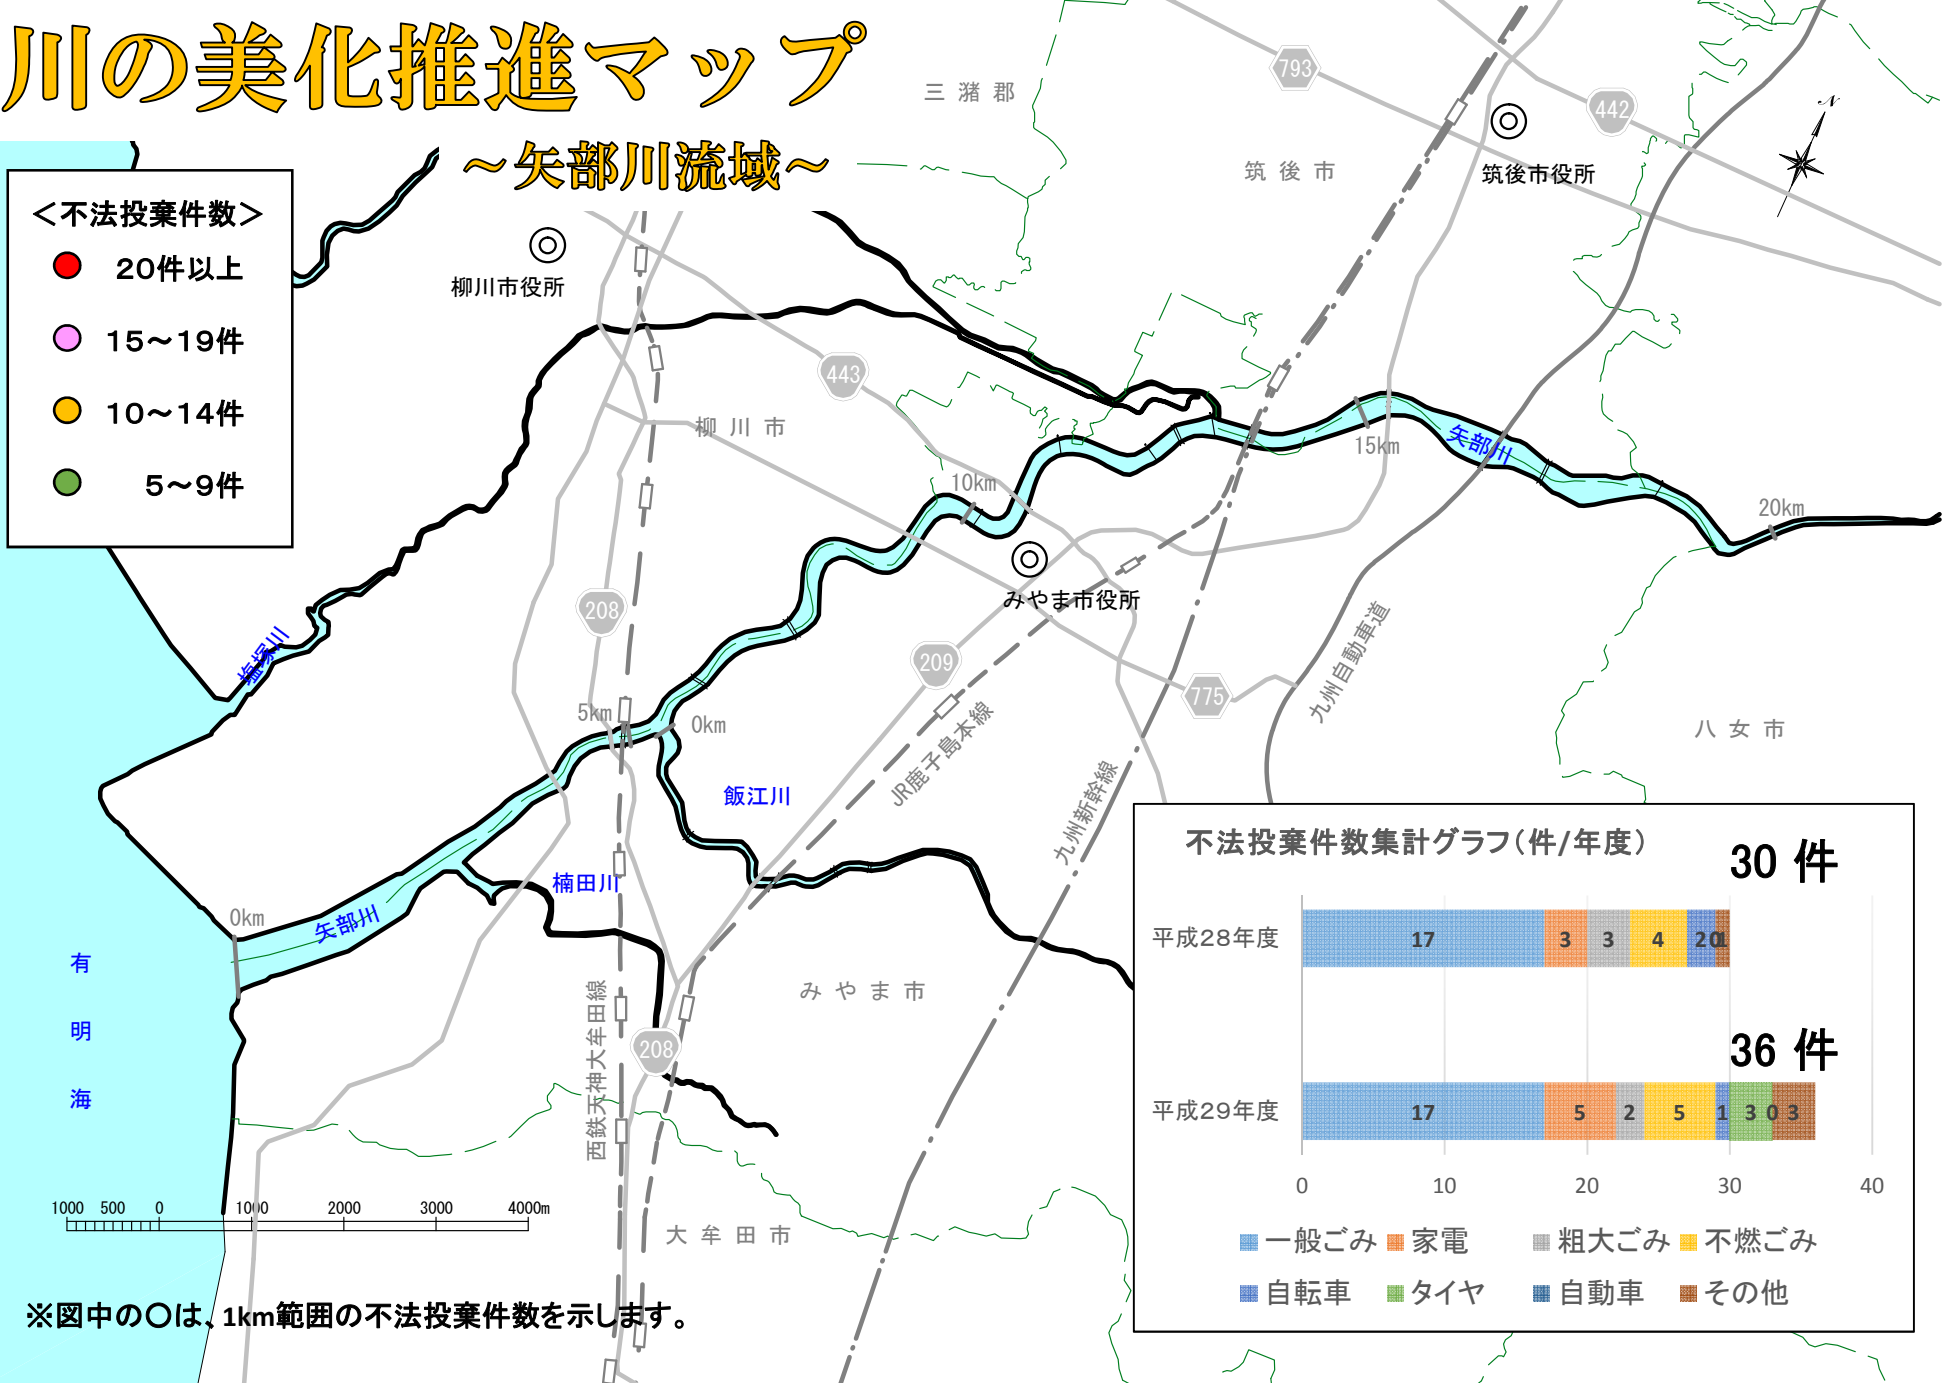 川の美化推進マップ
～矢部川流域～
＜不法投棄件数＞
20件以上
15～19件
10～14件
5～9件
三潴郡
793
442
N
筑後市
筑後市役所
柳川市役所
443
柳川市
矢部川
15km
10km
20km
みやま市役所
208
塩塚川
209
775
九州自動車道
5km
0km
八女市
JR鹿子島本線
飯江川
九州新幹線
楠田川
0km
矢部川
有明海
みやま市
西鉄天神大牟田線
208
大牟田市
1000 500 0 1000 2000 3000 4000m
※図中の○は、1km範囲の不法投棄件数を示します。
不法投棄件数集計グラフ（件/年度）
30 件
平成28年度
17 3 3 4 2 0 1
36 件
平成29年度
17 5 2 5 1 3 0 3
0 10 20 30 40
一般ごみ 家電 粗大ごみ 不燃ごみ
自転車 タイヤ 自動車 その他